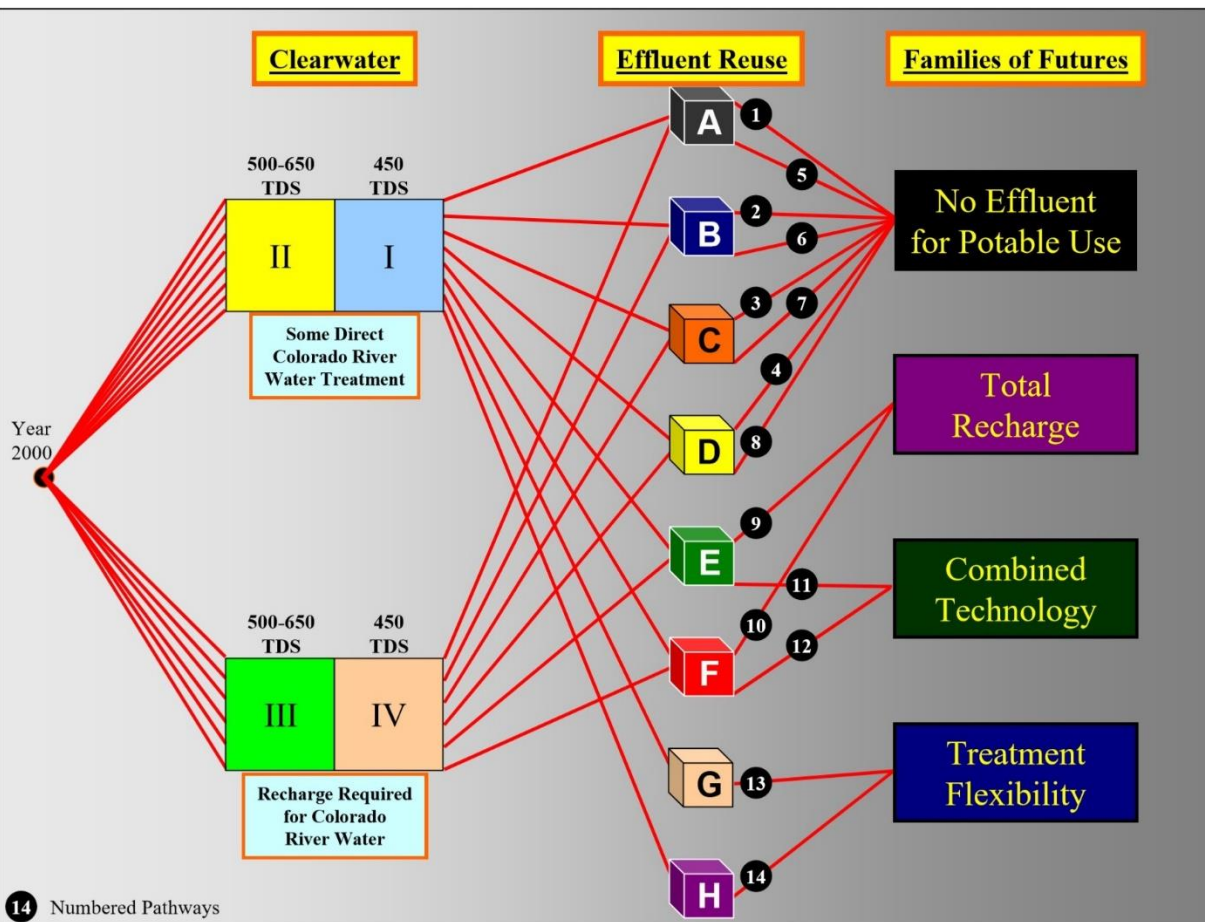 Clearwater
Effluent Reuse
Families of Futures
500-650
TDS
450
TDS
II
I
Some Direct
Colorado River
Water Treatment
Year
2000
500-650
TDS
450
TDS
III
IV
Recharge Required
for Colorado
River Water
A
B
C
D
E
F
G
H
1
5
2
6
3
7
4
8
9
11
10
12
13
14
No Effluent
for Potable Use
Total
Recharge
Combined
Technology
Treatment
Flexibility
14 Numbered Pathways